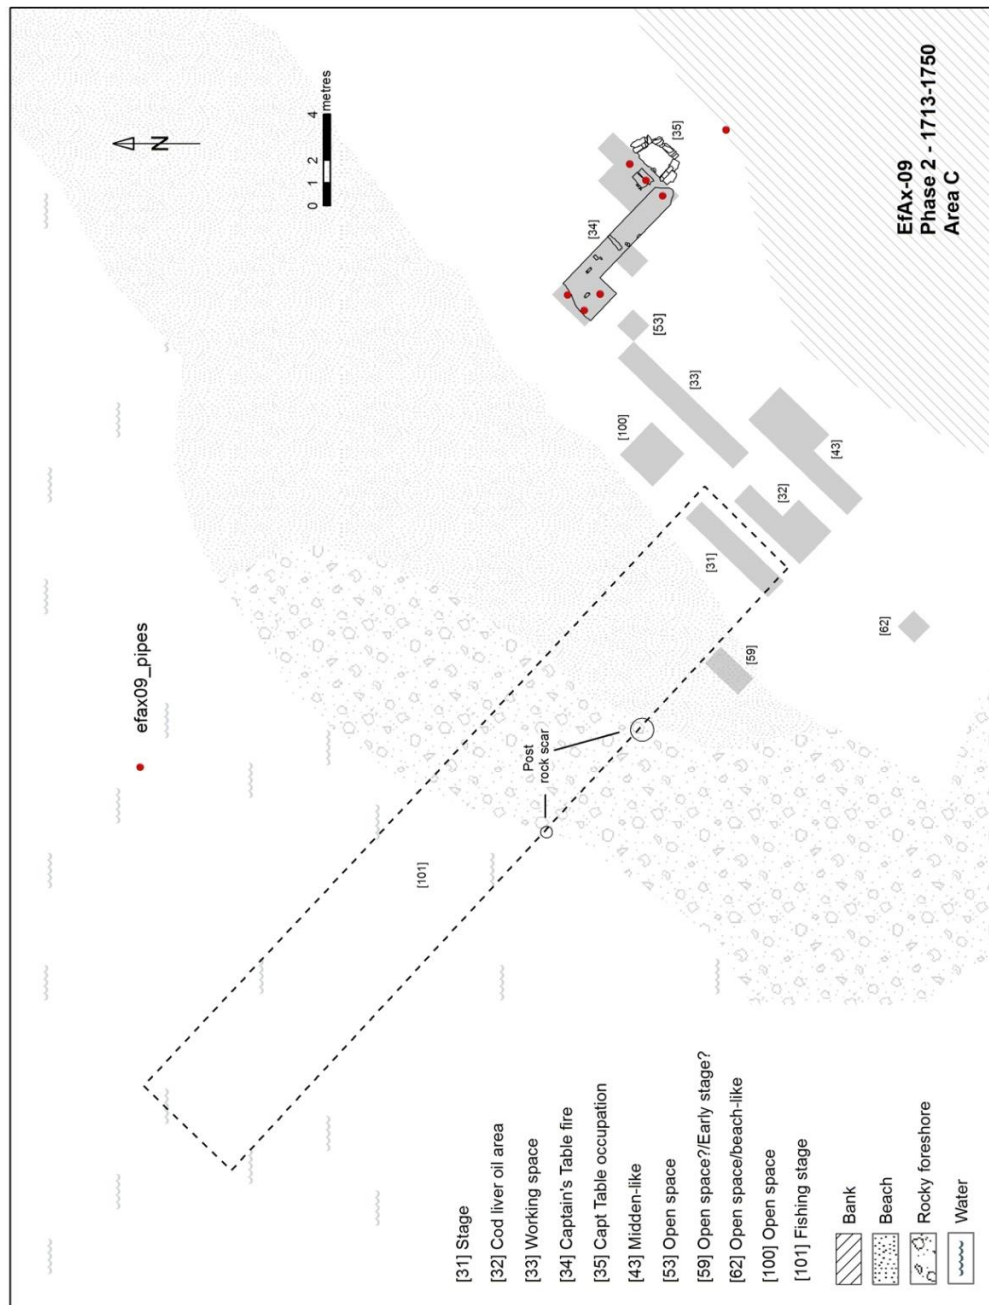 EfAx-09
Phase 2 - 1713-1750
Area C
N
0 1 2 4
metres
efax09_pipes
[35]
[34]
[53]
[33]
[100]
[43]
[32]
[31]
[62]
[59]
Post
rock scar
[101]
[31] Stage
[32] Cod liver oil area
[33] Working space
[34] Captain's Table fire
[35] Capt Table occupation
[43] Midden-like
[53] Open space
[59] Open space?/Early stage?
[62] Open space/beach-like
[100] Open space
[101] Fishing stage
Bank
Beach
Rocky foreshore
Water